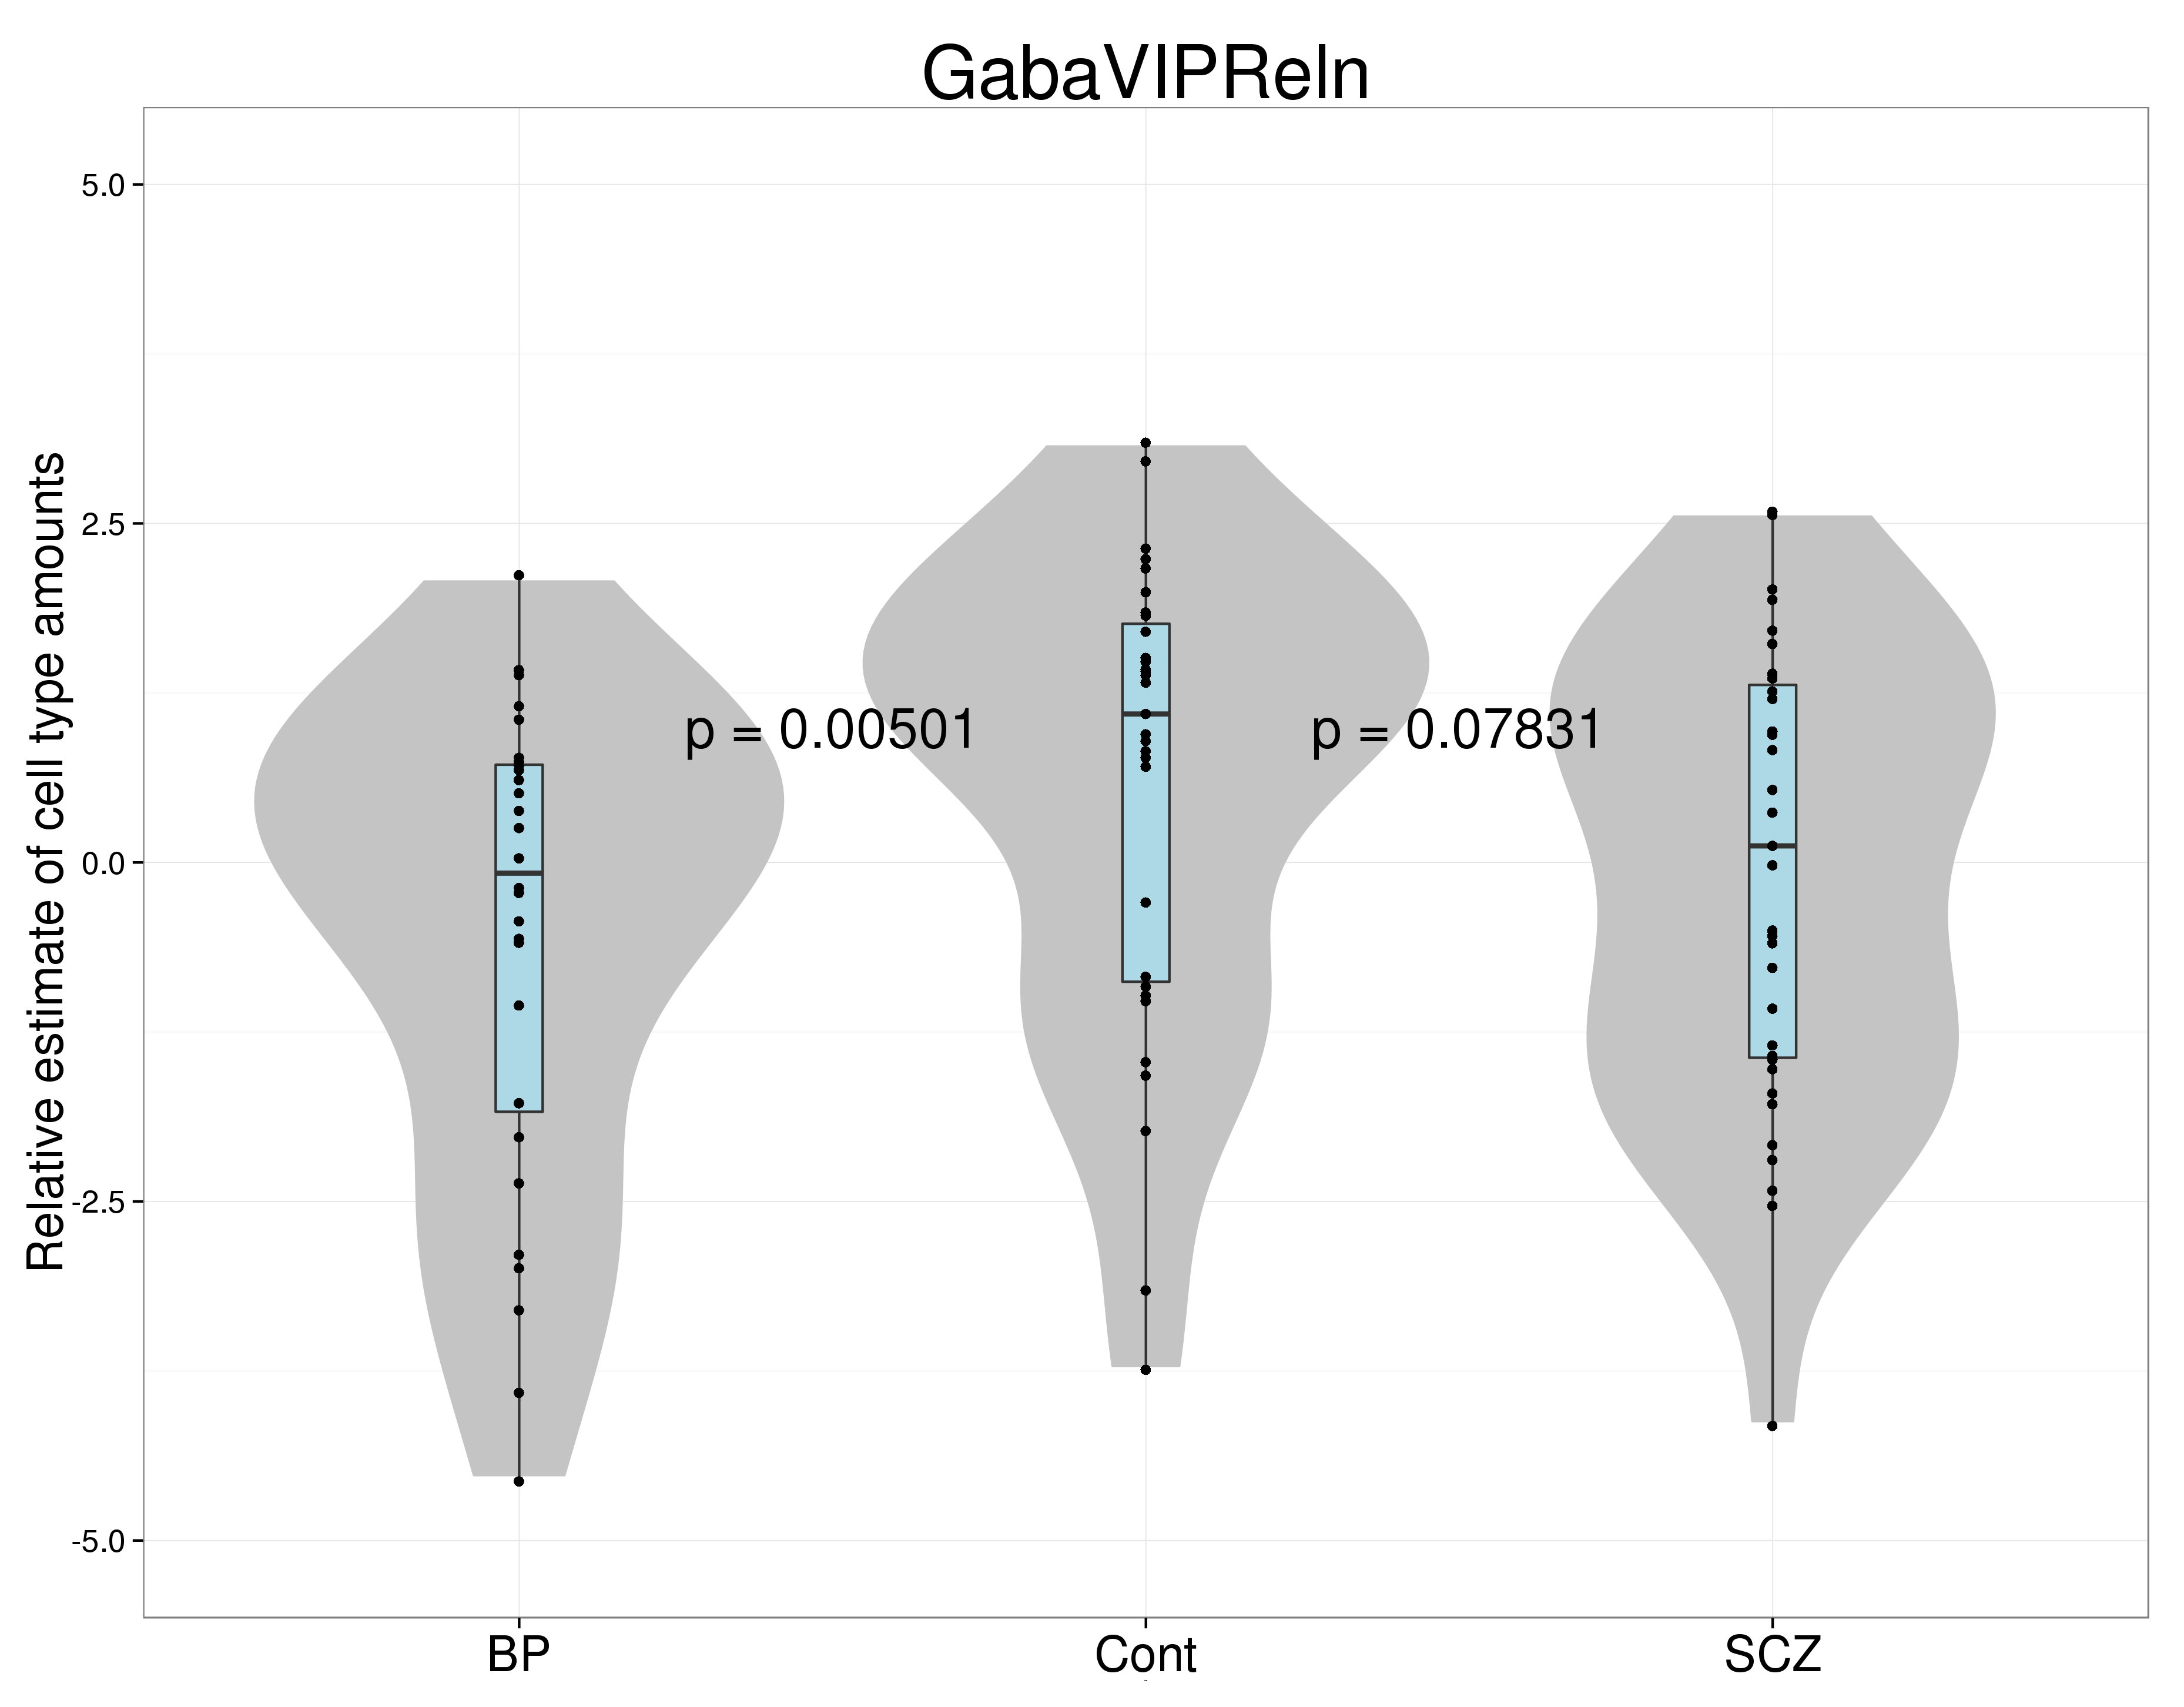 GabaVIPReln
Relative estimate of cell type amounts
5.0
2.5
0.0
-2.5
-5.0
p = 0.00501
p = 0.07831
BP
Cont
SCZ